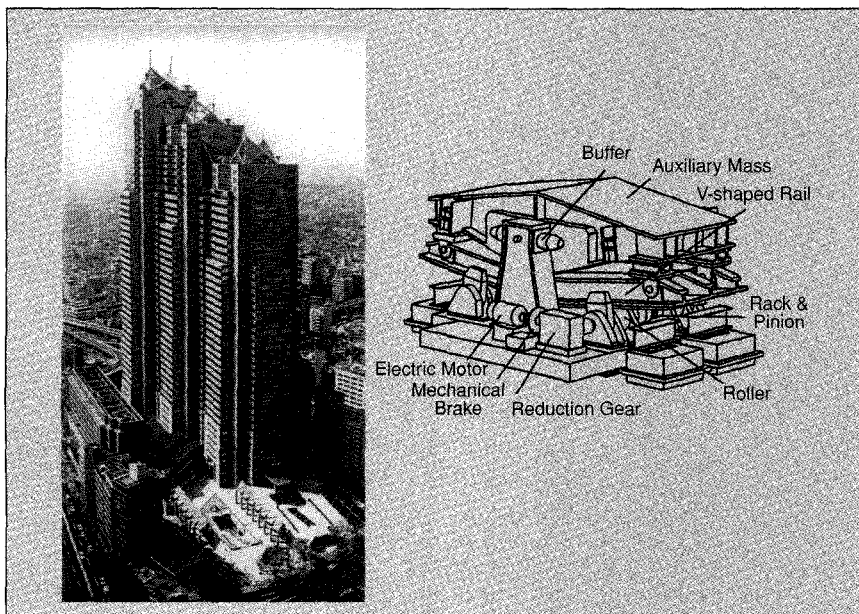 Buffer
Auxiliary Mass
V-shaped Rail
Rack &
Pinion
Electric Motor
Mechanical
Brake
Reduction Gear
Roller